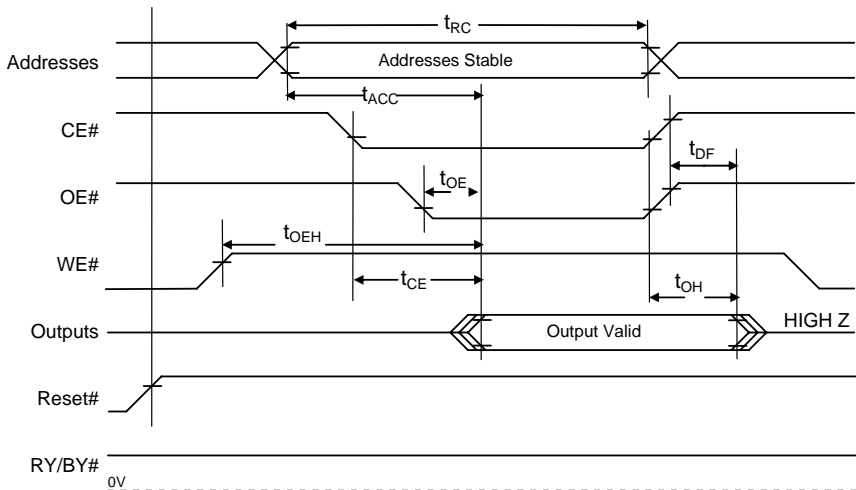 tRC
Addresses
Addresses Stable
tACC
CE#
tDF
tOE
OE#
tOEH
WE#
tCE
tOH
Outputs
Output Valid
HIGH Z
Reset#
RY/BY#
0V